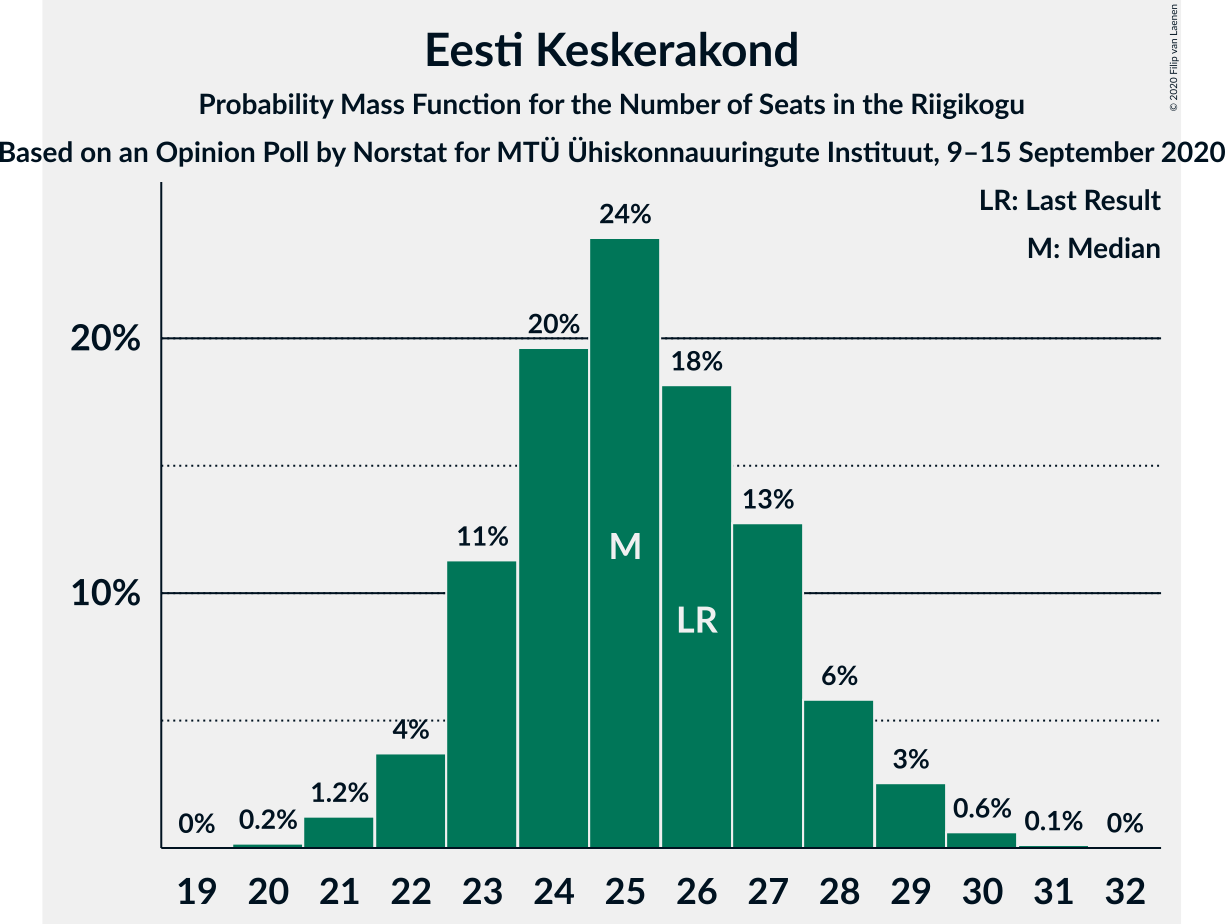 Eesti Keskerakond
Probability Mass Function for the Number of Seats in the Riigikogu
Based on an Opinion Poll by Norstat for MTÜ Ühiskonnauuringute Instituut, 9–15 September 2020
© 2020 Filip van Laenen
LR: Last Result
M: Median
24%
20%
20%
18%
13%
11%
M
10%
LR
6%
4%
3%
1.2%
0.6%
0% 0.2% 0.1% 0%
19 20 21 22 23 24 25 26 27 28 29 30 31 32